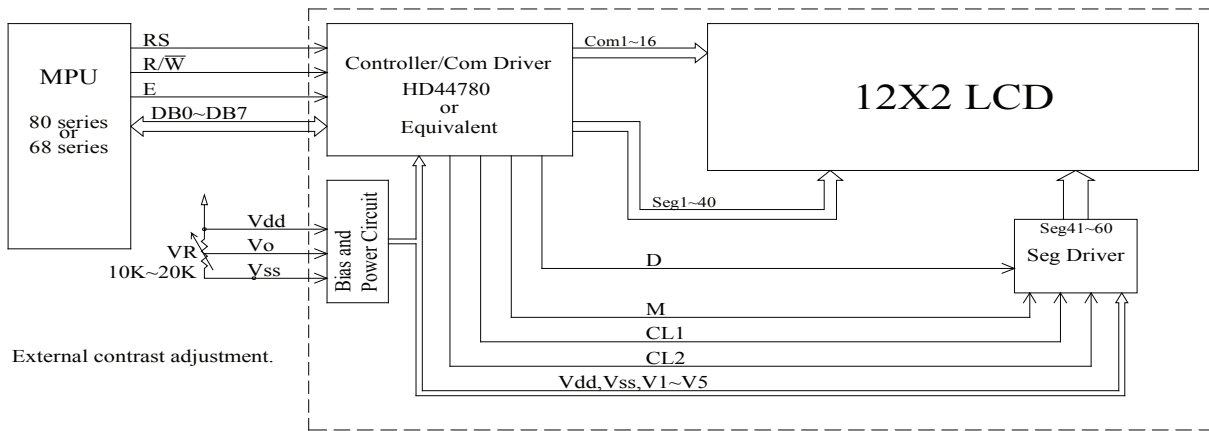 MPU
80 series
or
68 series
RS
R/W̅
E
DB0~DB7
Controller/Com Driver
HD44780
or
Equivalent
Com1~16
12X2 LCD
Seg1~40
Seg41~60
Seg Driver
Vdd
Vo
Vss
VR
10K~20K
Bias and
Power Circuit
D
M
CL1
CL2
Vdd,Vss,V1~V5
External contrast adjustment.